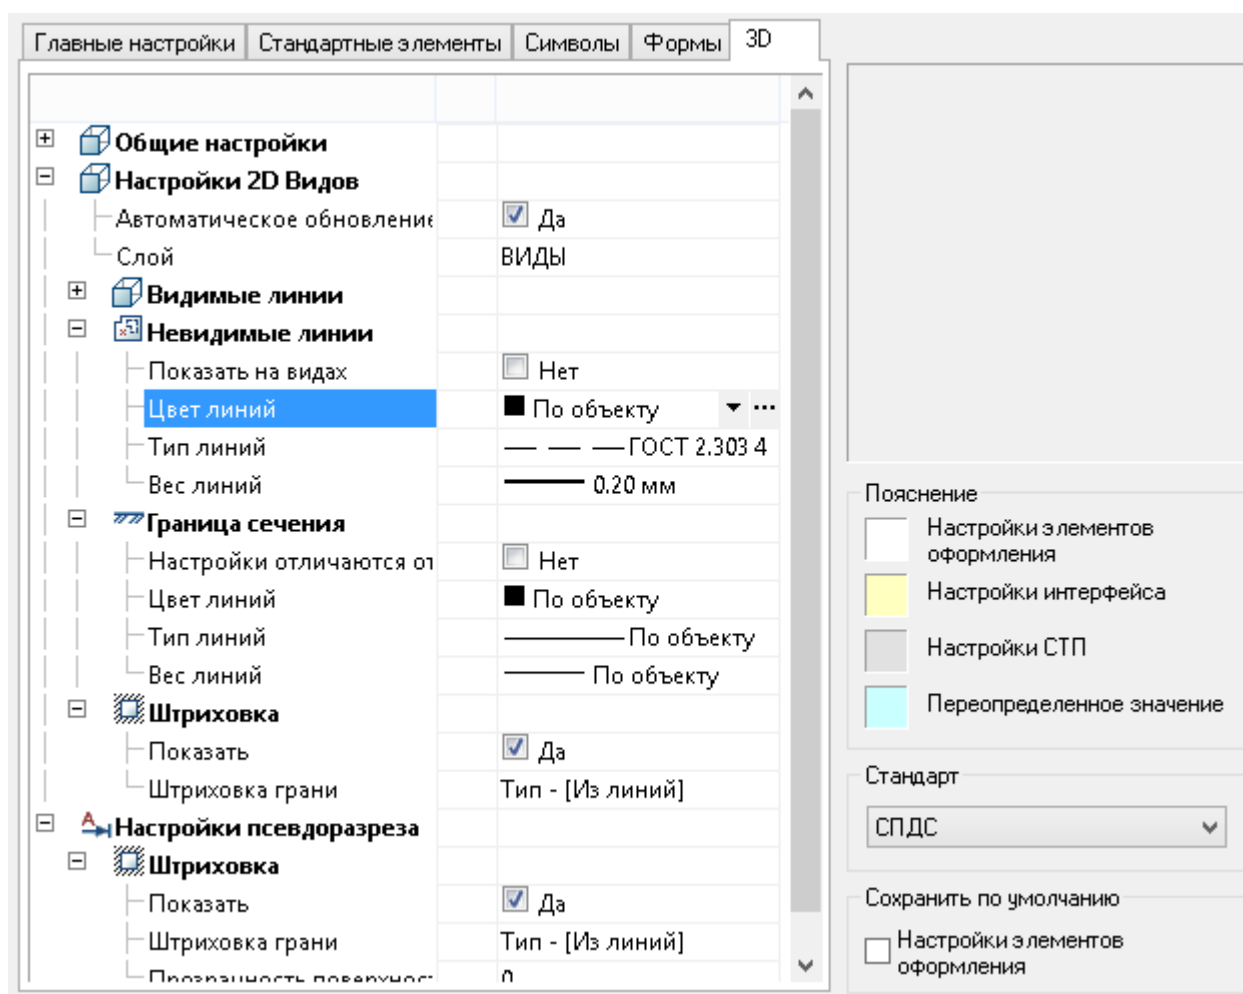 Главные настройки Стандартные элементы Символы Формы 3D
Общие настройки
Настройки 2D Видов
Автоматическое обновление Да
Слой ВИДЫ
Видимые линии
Невидимые линии
Показать на видах Нет
Цвет линий По объекту
Тип линий ГОСТ 2.303 4
Вес линий 0.20 мм
Граница сечения
Настройки отличаются от Нет
Цвет линий По объекту
Тип линий По объекту
Вес линий По объекту
Штриховка
Показать Да
Штриховка грани Тип - [Из линий]
Настройки псевдоразреза
Штриховка
Показать Да
Штриховка грани Тип - [Из линий]
Прозрачность поверхнос 0
Пояснение
Настройки элементов
оформления
Настройки интерфейса
Настройки СТП
Переопределенное значение
Стандарт
СПДС
Сохранить по умолчанию
Настройки элементов
оформления